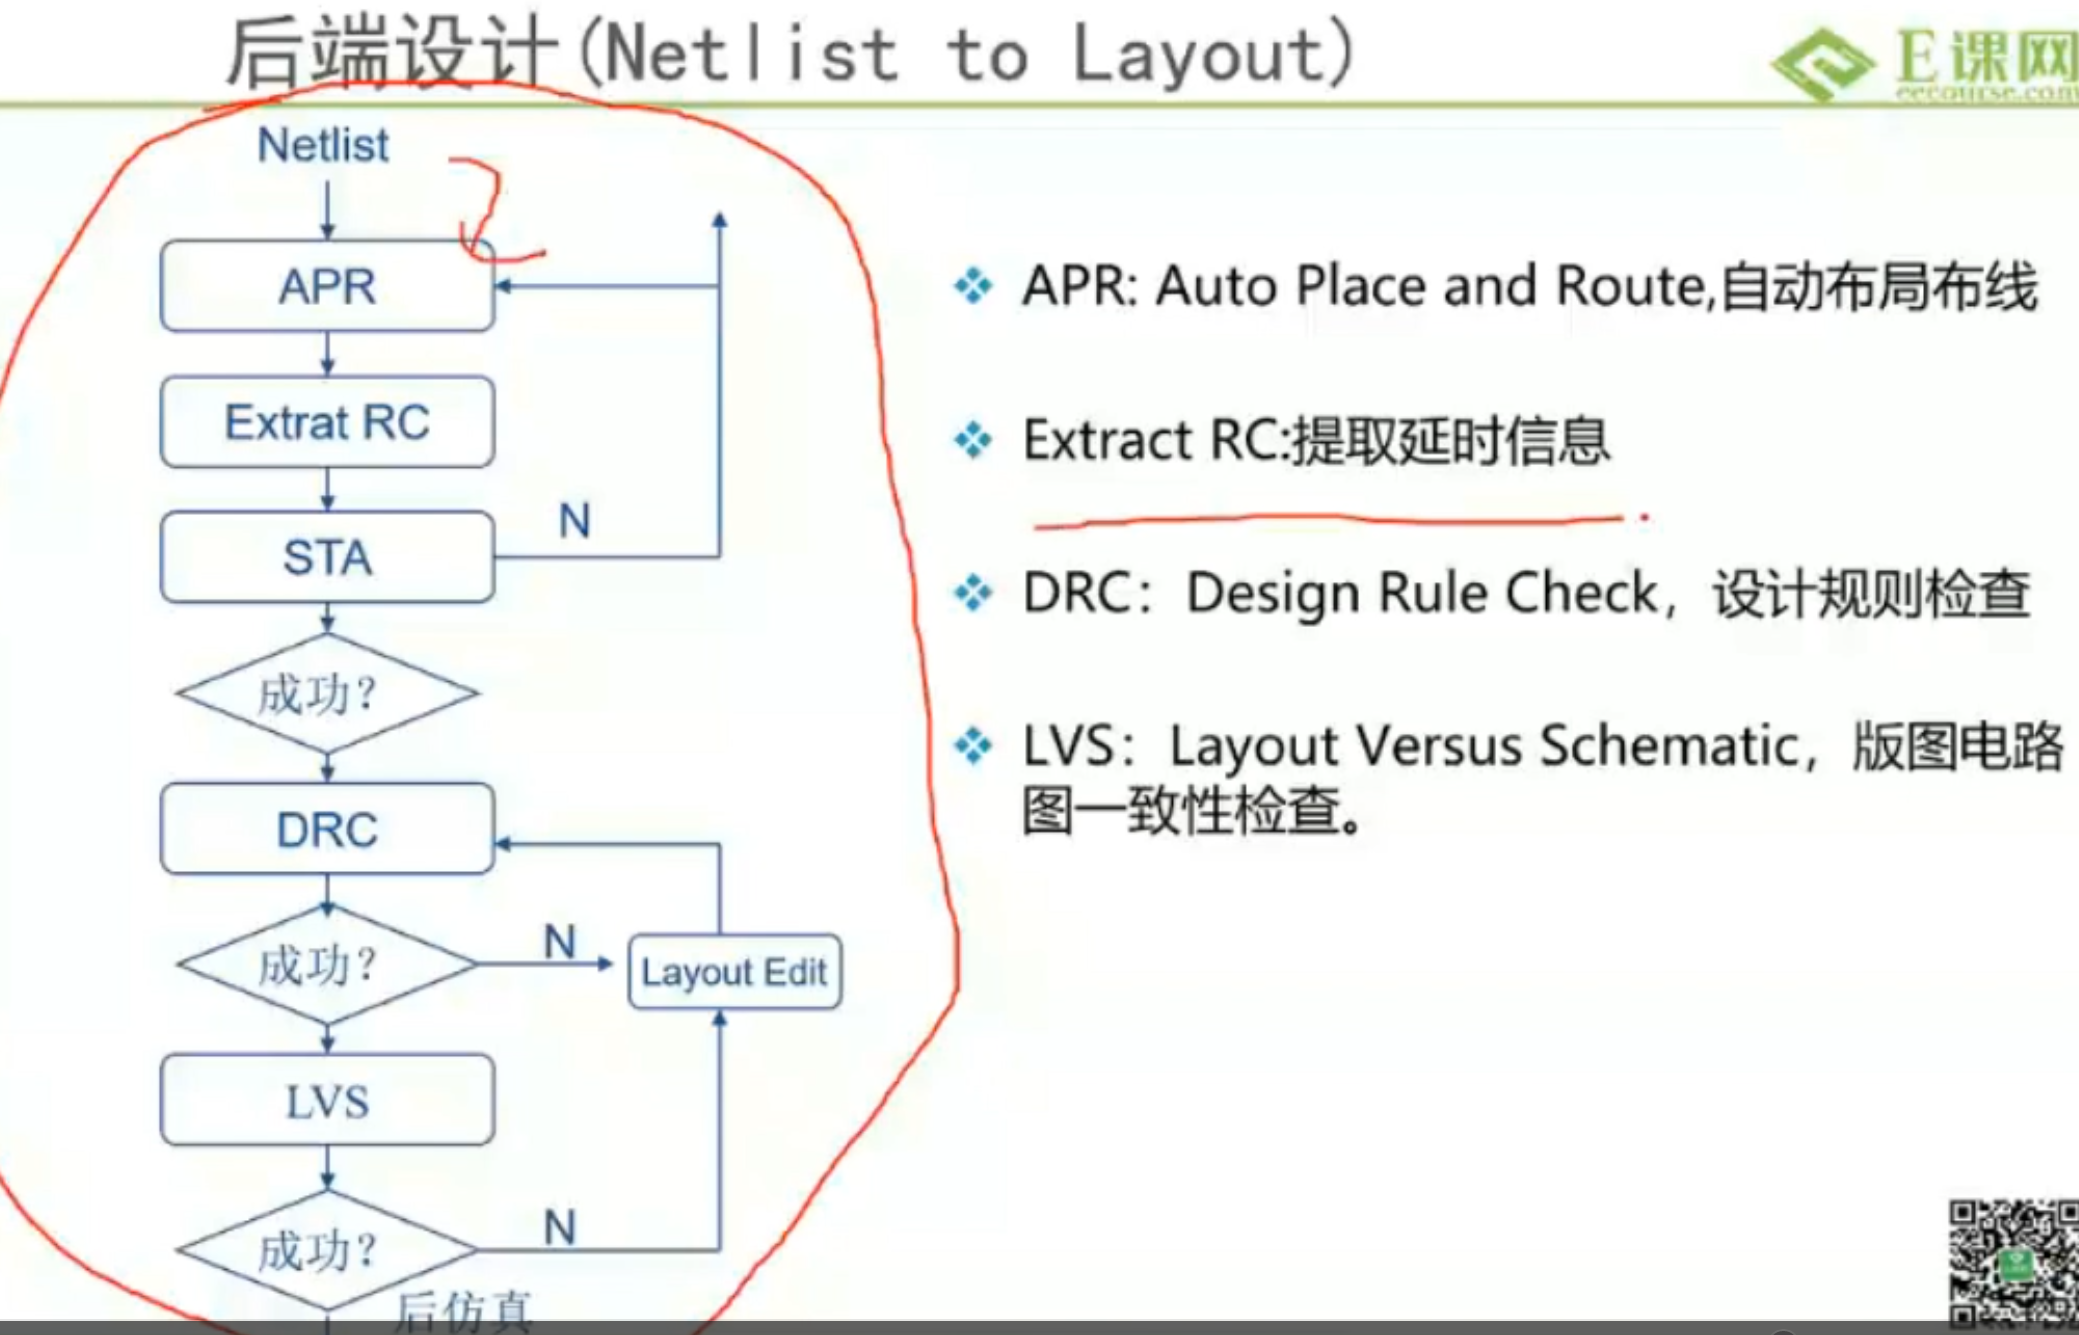 后端设计(Netlist to Layout)
E课网
eecourse.com
Netlist
APR
Extrat RC
STA
N
成功?
DRC
成功?
N
Layout Edit
LVS
成功?
N
后仿真
APR: Auto Place and Route,自动布局布线
Extract RC:提取延时信息
DRC：Design Rule Check，设计规则检查
LVS：Layout Versus Schematic，版图电路
图一致性检查。